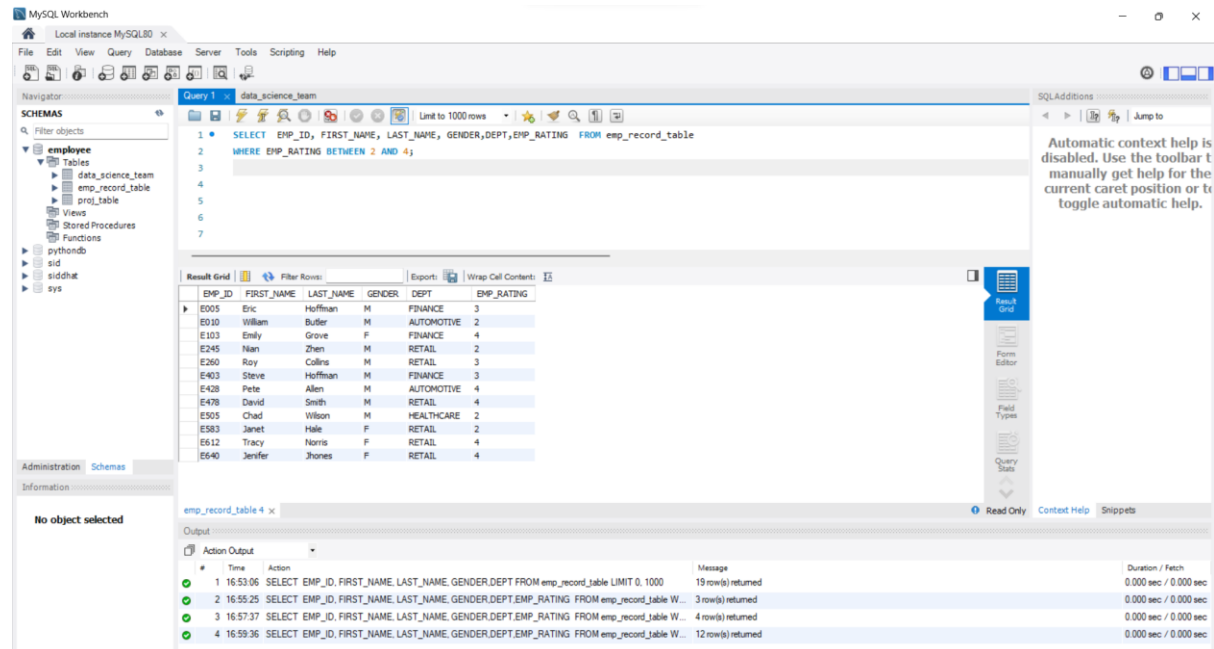 MySQL Workbench
Local instance MySQL80
File Edit View Query Database Server Tools Scripting Help
Navigator
SCHEMAS
Filter objects
employee
Tables
data_science_team
emp_record_table
proj_table
Views
Stored Procedures
Functions
pythondb
sid
siddhat
sys
Administration Schemas
Information
No object selected
Query 1 data_science_team
Limit to 1000 rows
1 SELECT EMP_ID, FIRST_NAME, LAST_NAME, GENDER,DEPT,EMP_RATING FROM emp_record_table
2 WHERE EMP_RATING BETWEEN 2 AND 4;
3
4
5
6
7
Result Grid Filter Rows: Export: Wrap Cell Content:
EMP_ID FIRST_NAME LAST_NAME GENDER DEPT EMP_RATING
E005 Eric Hoffman M FINANCE 3
E010 William Butler M AUTOMOTIVE 2
E103 Emily Grove F FINANCE 4
E245 Nian Zhen M RETAIL 2
E260 Roy Collins M RETAIL 3
E403 Steve Hoffman M FINANCE 3
E428 Pete Allen M AUTOMOTIVE 4
E478 David Smith M RETAIL 4
E505 Chad Wilson M HEALTHCARE 2
E583 Janet Hale F RETAIL 2
E612 Tracy Norris F RETAIL 4
E640 Jenifer Jhones F RETAIL 4
Result
Grid
Form
Editor
Field
Types
Query
Stats
emp_record_table 4 Read Only
SQLAdditions
Jump to
Automatic context help is
disabled. Use the toolbar t
manually get help for the
current caret position or to
toggle automatic help.
Context Help Snippets
Output
Action Output
# Time Action Message Duration / Fetch
1 16:53:06 SELECT EMP_ID, FIRST_NAME, LAST_NAME, GENDER,DEPT FROM emp_record_table LIMIT 0, 1000 19 row(s) returned 0.000 sec / 0.000 sec
2 16:55:25 SELECT EMP_ID, FIRST_NAME, LAST_NAME, GENDER,DEPT,EMP_RATING FROM emp_record_table W... 3 row(s) returned 0.000 sec / 0.000 sec
3 16:57:37 SELECT EMP_ID, FIRST_NAME, LAST_NAME, GENDER,DEPT,EMP_RATING FROM emp_record_table W... 4 row(s) returned 0.000 sec / 0.000 sec
4 16:59:36 SELECT EMP_ID, FIRST_NAME, LAST_NAME, GENDER,DEPT,EMP_RATING FROM emp_record_table W... 12 row(s) returned 0.000 sec / 0.000 sec